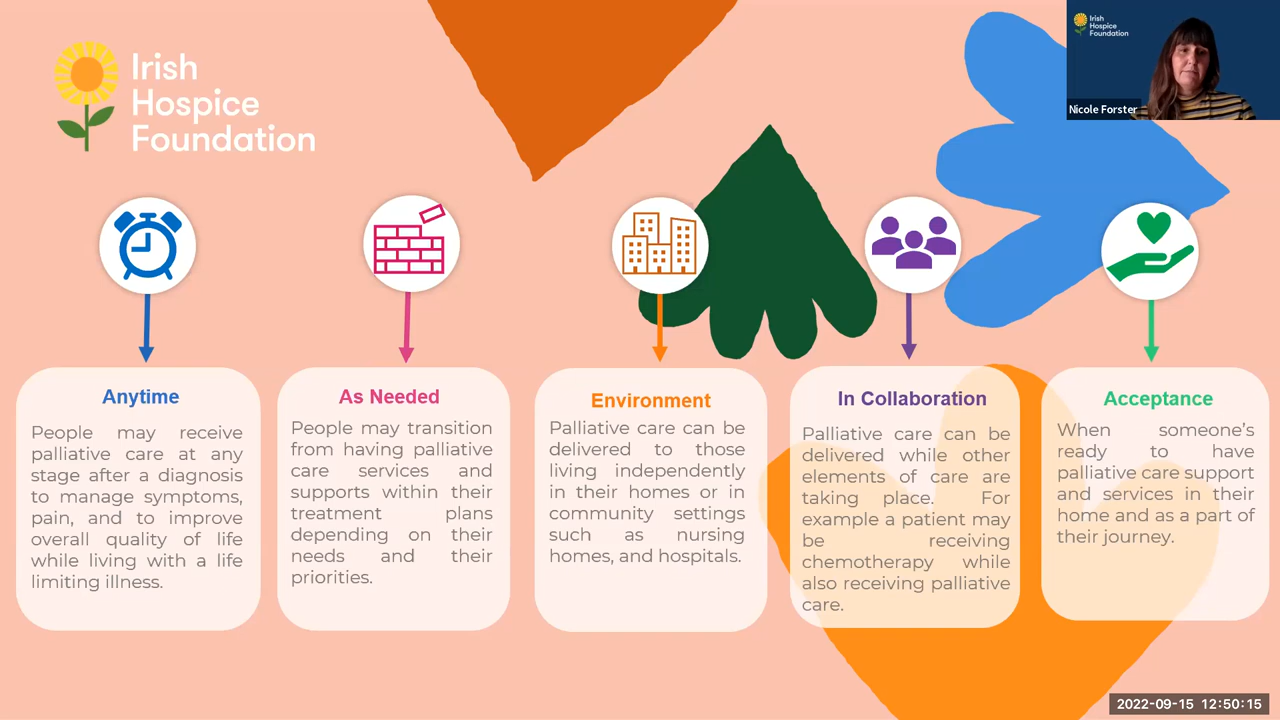 Irish
Hospice
Foundation
Irish
Hospice
Foundation
Nicole Forster
Anytime
People may receive
palliative care at any
stage after a diagnosis
to manage symptoms,
pain, and to improve
overall quality of life
while living with a life
limiting illness.
As Needed
People may transition
from having palliative
care services and
supports within their
treatment plans
depending on their
needs and their
priorities.
Environment
Palliative care can be
delivered to those
living independently
in their homes or in
community settings
such as nursing
homes, and hospitals.
In Collaboration
Palliative care can be
delivered while other
elements of care are
taking place. For
example a patient may
be receiving
chemotherapy while
also receiving palliative
care.
Acceptance
When someone’s
ready to have
palliative care support
and services in their
home and as a part of
their journey.
2022-09-15 12:50:15